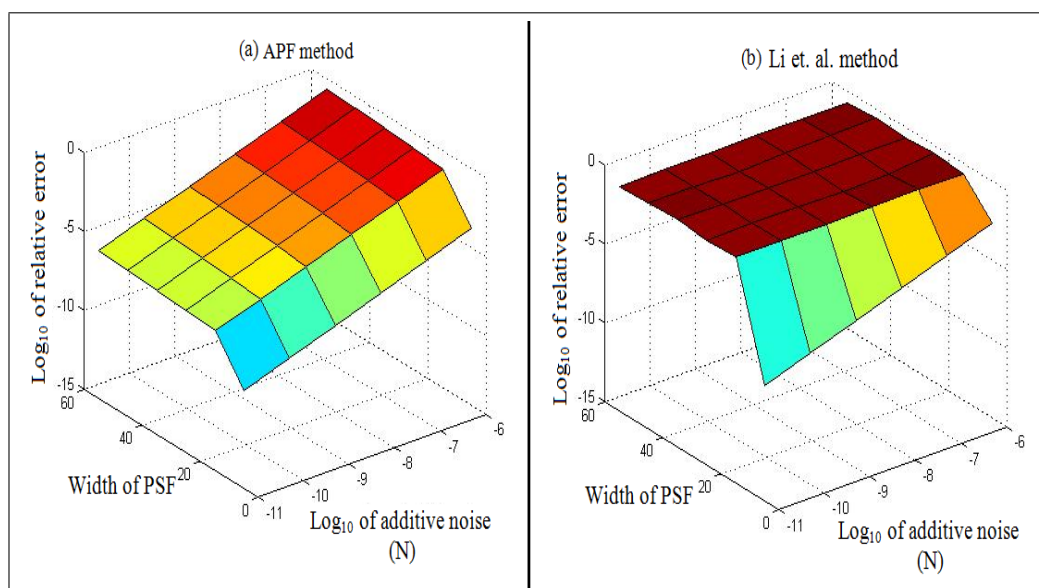 (a) APF method
0
-5
-10
-15
Log₁₀ of relative error
60
40
20
0
Width of PSF
-11
-10
-9
-8
-7
-6
Log₁₀ of additive noise
(N)
(b) Li et. al. method
0
-5
-10
-15
Log₁₀ of relative error
60
40
20
0
Width of PSF
-11
-10
-9
-8
-7
-6
Log₁₀ of additive noise
(N)